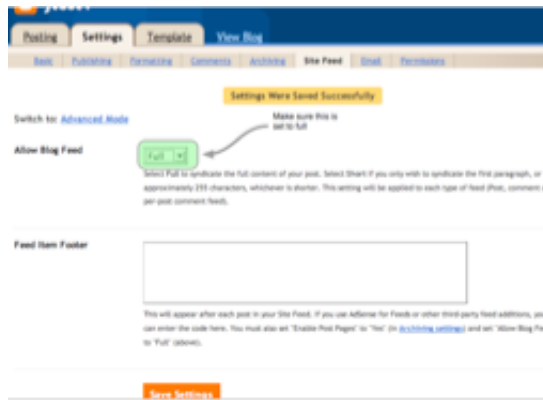 Posting Settings Template View Blog
Basic Publishing Formatting Comments Archiving Site Feed Email Permissions
Settings Were Saved Successfully
Switch to: Advanced Mode
Make sure this is
set to full
Allow Blog Feed
Full
Select Full to syndicate the full content of your post. Select Short if you only wish to syndicate the first paragraph, or
approximately 255 characters, whichever is shorter. This setting will be applied to each type of feed (Post, comment
per-post comment feed).
Feed Item Footer
This will appear after each post in your Site Feed. If you use AdSense for Feeds or other third-party feed additions, you
can enter the code here. You must also set "Enable Post Pages" to "Yes" (in Archiving settings) and set "Allow Blog
to "Full" (above).
Save Settings